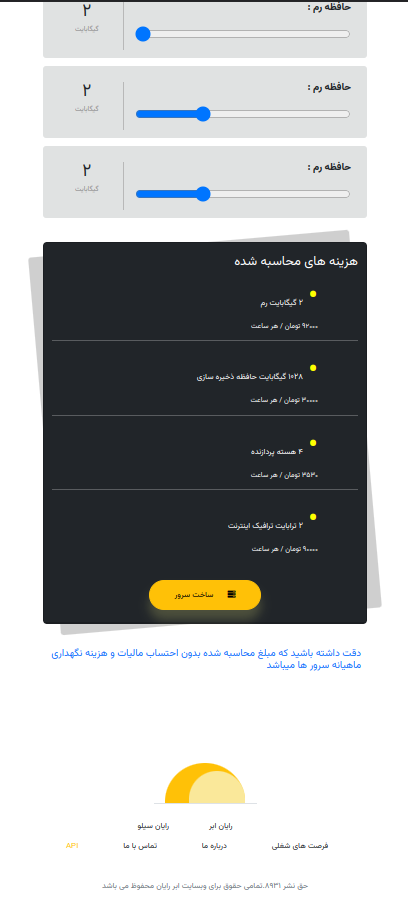 حافظه رم :
۲
گیگابایت
حافظه رم :
۲
گیگابایت
حافظه رم :
۲
گیگابایت
هزینه های محاسبه شده
۲ گیگابایت رم
۹۲۰۰۰ تومان / هر ساعت
۱۰۲۸ گیگابایت حافظه ذخیره سازی
۳۰۰۰۰ تومان / هر ساعت
۴ هسته پردازنده
۳۵۳۰ تومان / هر ساعت
۲ ترابایت ترافیک اینترنت
۹۰۰۰۰ تومان / هر ساعت
ساخت سرور
دقت داشته باشید که مبلغ محاسبه شده بدون احتساب مالیات و هزینه نگهداری
ماهیانه سرور ها میباشد
رایان ابر رایان سیلو
فرصت های شغلی درباره ما تماس با ما API
حق نشر ۸۹۳۱.تمامی حقوق برای وبسایت ابر رایان محفوظ می باشد